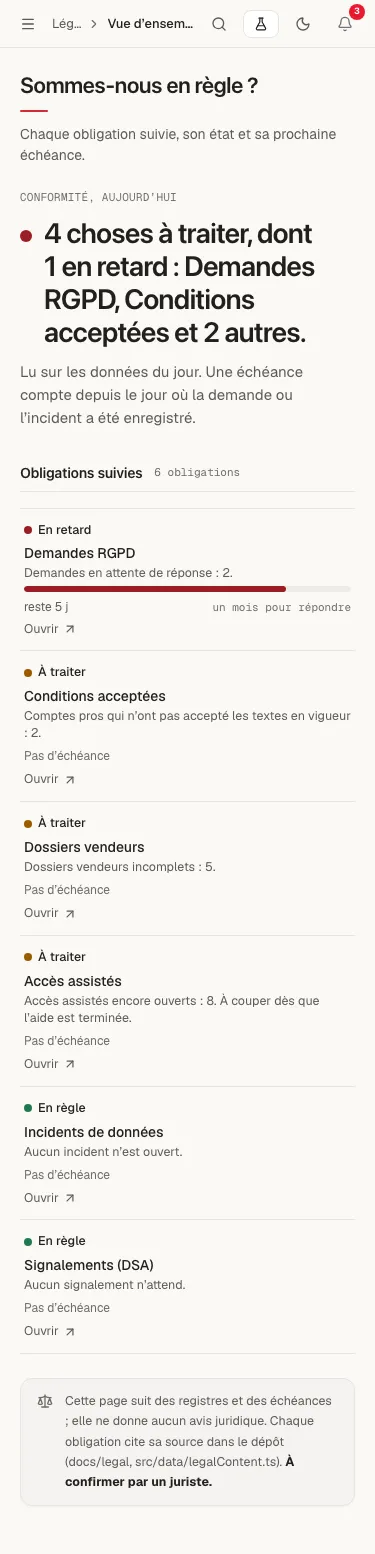 Lég... > Vue d'ensem... 3
Sommes-nous en règle ?
Chaque obligation suivie, son état et sa prochaine
échéance.
CONFORMITÉ, AUJOURD'HUI
4 choses à traiter, dont
1 en retard : Demandes
RGPD, Conditions
acceptées et 2 autres.
Lu sur les données du jour. Une échéance
compte depuis le jour où la demande ou
l'incident a été enregistré.
Obligations suivies 6 obligations
En retard
Demandes RGPD
Demandes en attente de réponse : 2.
reste 5 j un mois pour répondre
Ouvrir
À traiter
Conditions acceptées
Comptes pros qui n'ont pas accepté les textes en vigueur
: 2.
Pas d'échéance
Ouvrir
À traiter
Dossiers vendeurs
Dossiers vendeurs incomplets : 5.
Pas d'échéance
Ouvrir
À traiter
Accès assistés
Accès assistés encore ouverts : 8. À couper dès que
l'aide est terminée.
Pas d'échéance
Ouvrir
En règle
Incidents de données
Aucun incident n'est ouvert.
Pas d'échéance
Ouvrir
En règle
Signalements (DSA)
Aucun signalement n'attend.
Pas d'échéance
Ouvrir
Cette page suit des registres et des échéances
; elle ne donne aucun avis juridique. Chaque
obligation cite sa source dans le dépôt
(docs/legal, src/data/legalContent.ts). À
confirmer par un juriste.